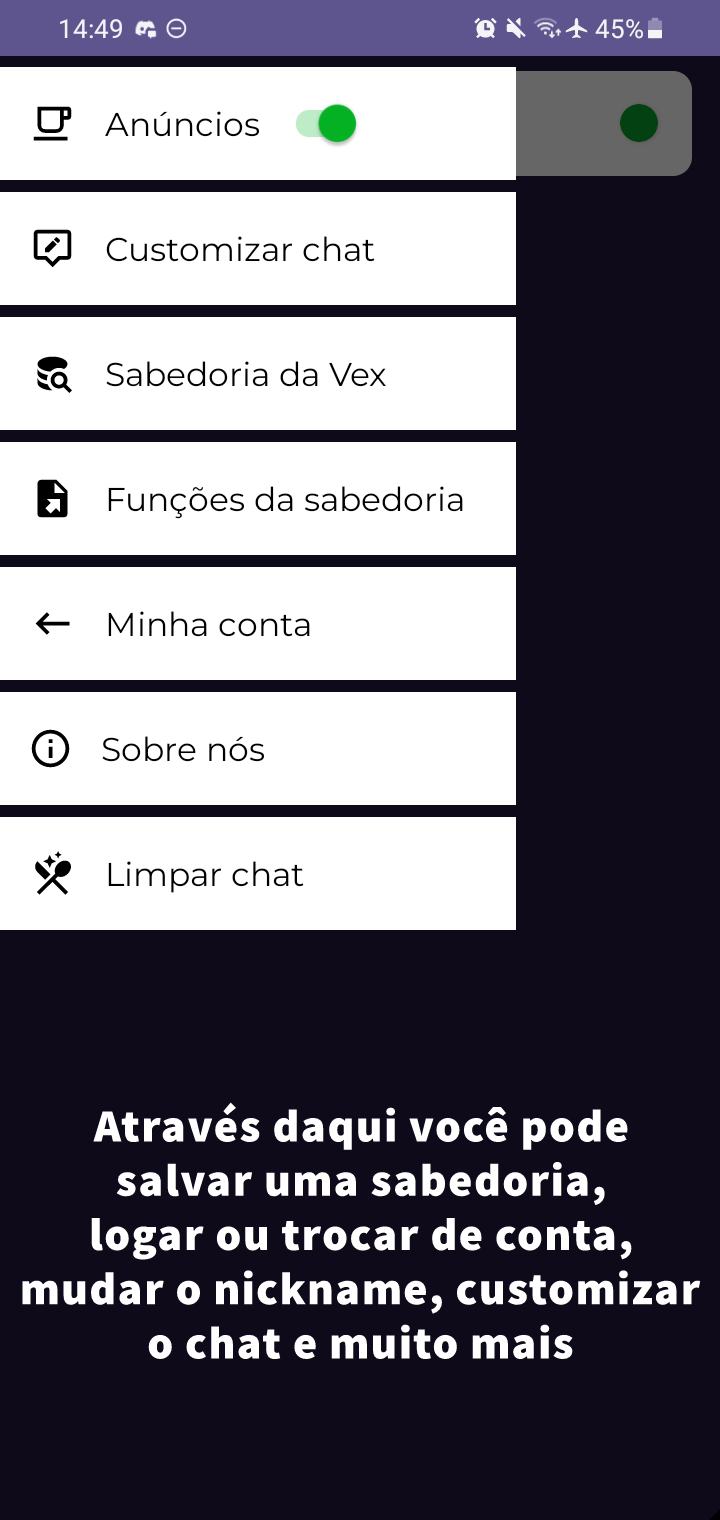 14:49 45%
Anúncios
Customizar chat
Sabedoria da Vex
Funções da sabedoria
Minha conta
Sobre nós
Limpar chat
Através daqui você pode
salvar uma sabedoria,
logar ou trocar de conta,
mudar o nickname, customizar
o chat e muito mais